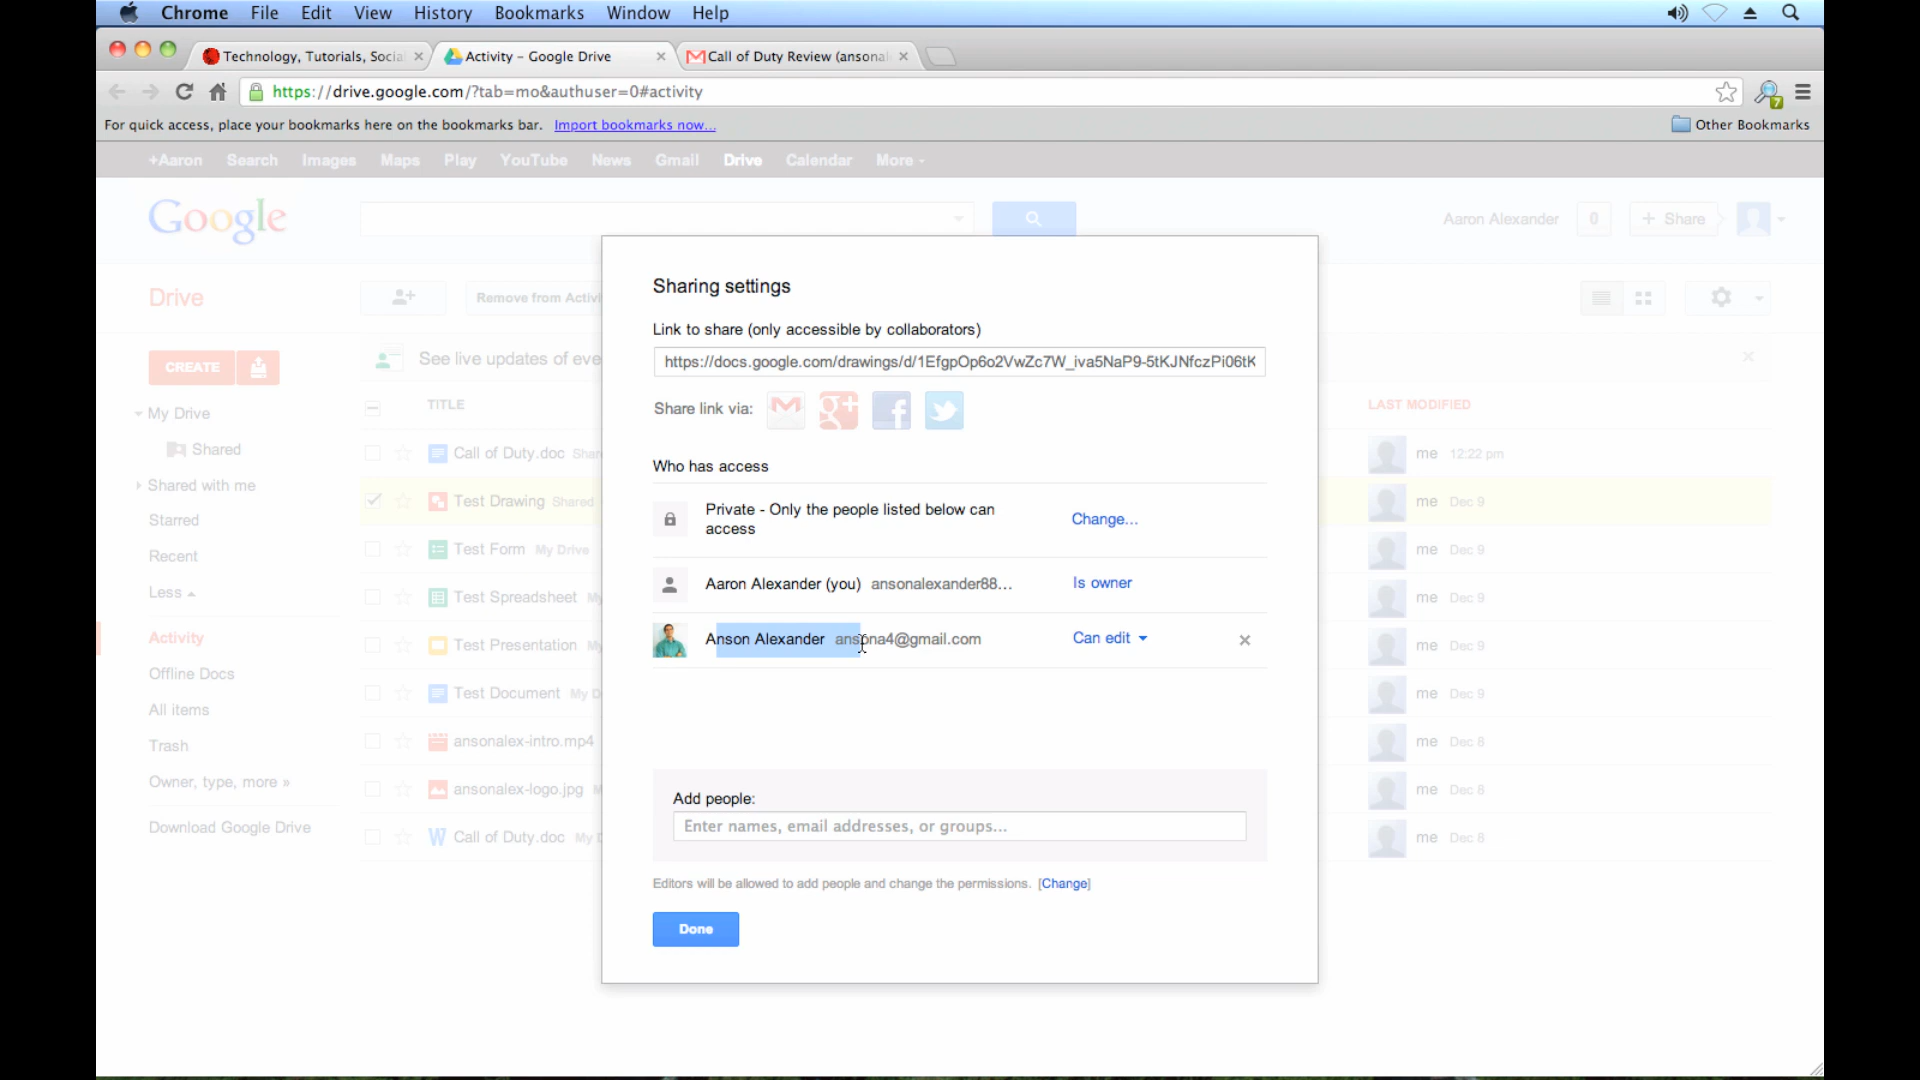 Chrome File Edit View History Bookmarks Window Help
Technology, Tutorials, Socia
Activity - Google Drive
Call of Duty Review (ansonal
https://drive.google.com/?tab=mo&authuser=0#activity
7
For quick access, place your bookmarks here on the bookmarks bar. Import bookmarks now...
Other Bookmarks
+Aaron Search Images Maps Play YouTube News Gmail Drive Calendar More
Google
Aaron Alexander 0 + Share
Drive
Remove from Activi
CREATE
See live updates of eve
TITLE
LAST MODIFIED
My Drive
Shared
Shared with me
Starred
Recent
Less
Activity
Offline Docs
All items
Trash
Owner, type, more »
Download Google Drive
Call of Duty.doc Shar
me 12:22 pm
Test Drawing Shared
me Dec 9
Test Form My Drive
me Dec 9
Test Spreadsheet My
me Dec 9
Test Presentation My
me Dec 9
Test Document My D
me Dec 9
ansonalex-intro.mp4
me Dec 8
ansonalex-logo.jpg M
me Dec 8
W Call of Duty.doc My D
me Dec 8
Sharing settings
Link to share (only accessible by collaborators)
https://docs.google.com/drawings/d/1EfgpOp6o2VwZc7W_iva5NaP9-5tKJNfczPi06tK
Share link via:
Who has access
Private - Only the people listed below can
access
Change...
Aaron Alexander (you) ansonalexander88... Is owner
Anson Alexander ansona4@gmail.com Can edit
Add people:
Enter names, email addresses, or groups...
Editors will be allowed to add people and change the permissions. [Change]
Done